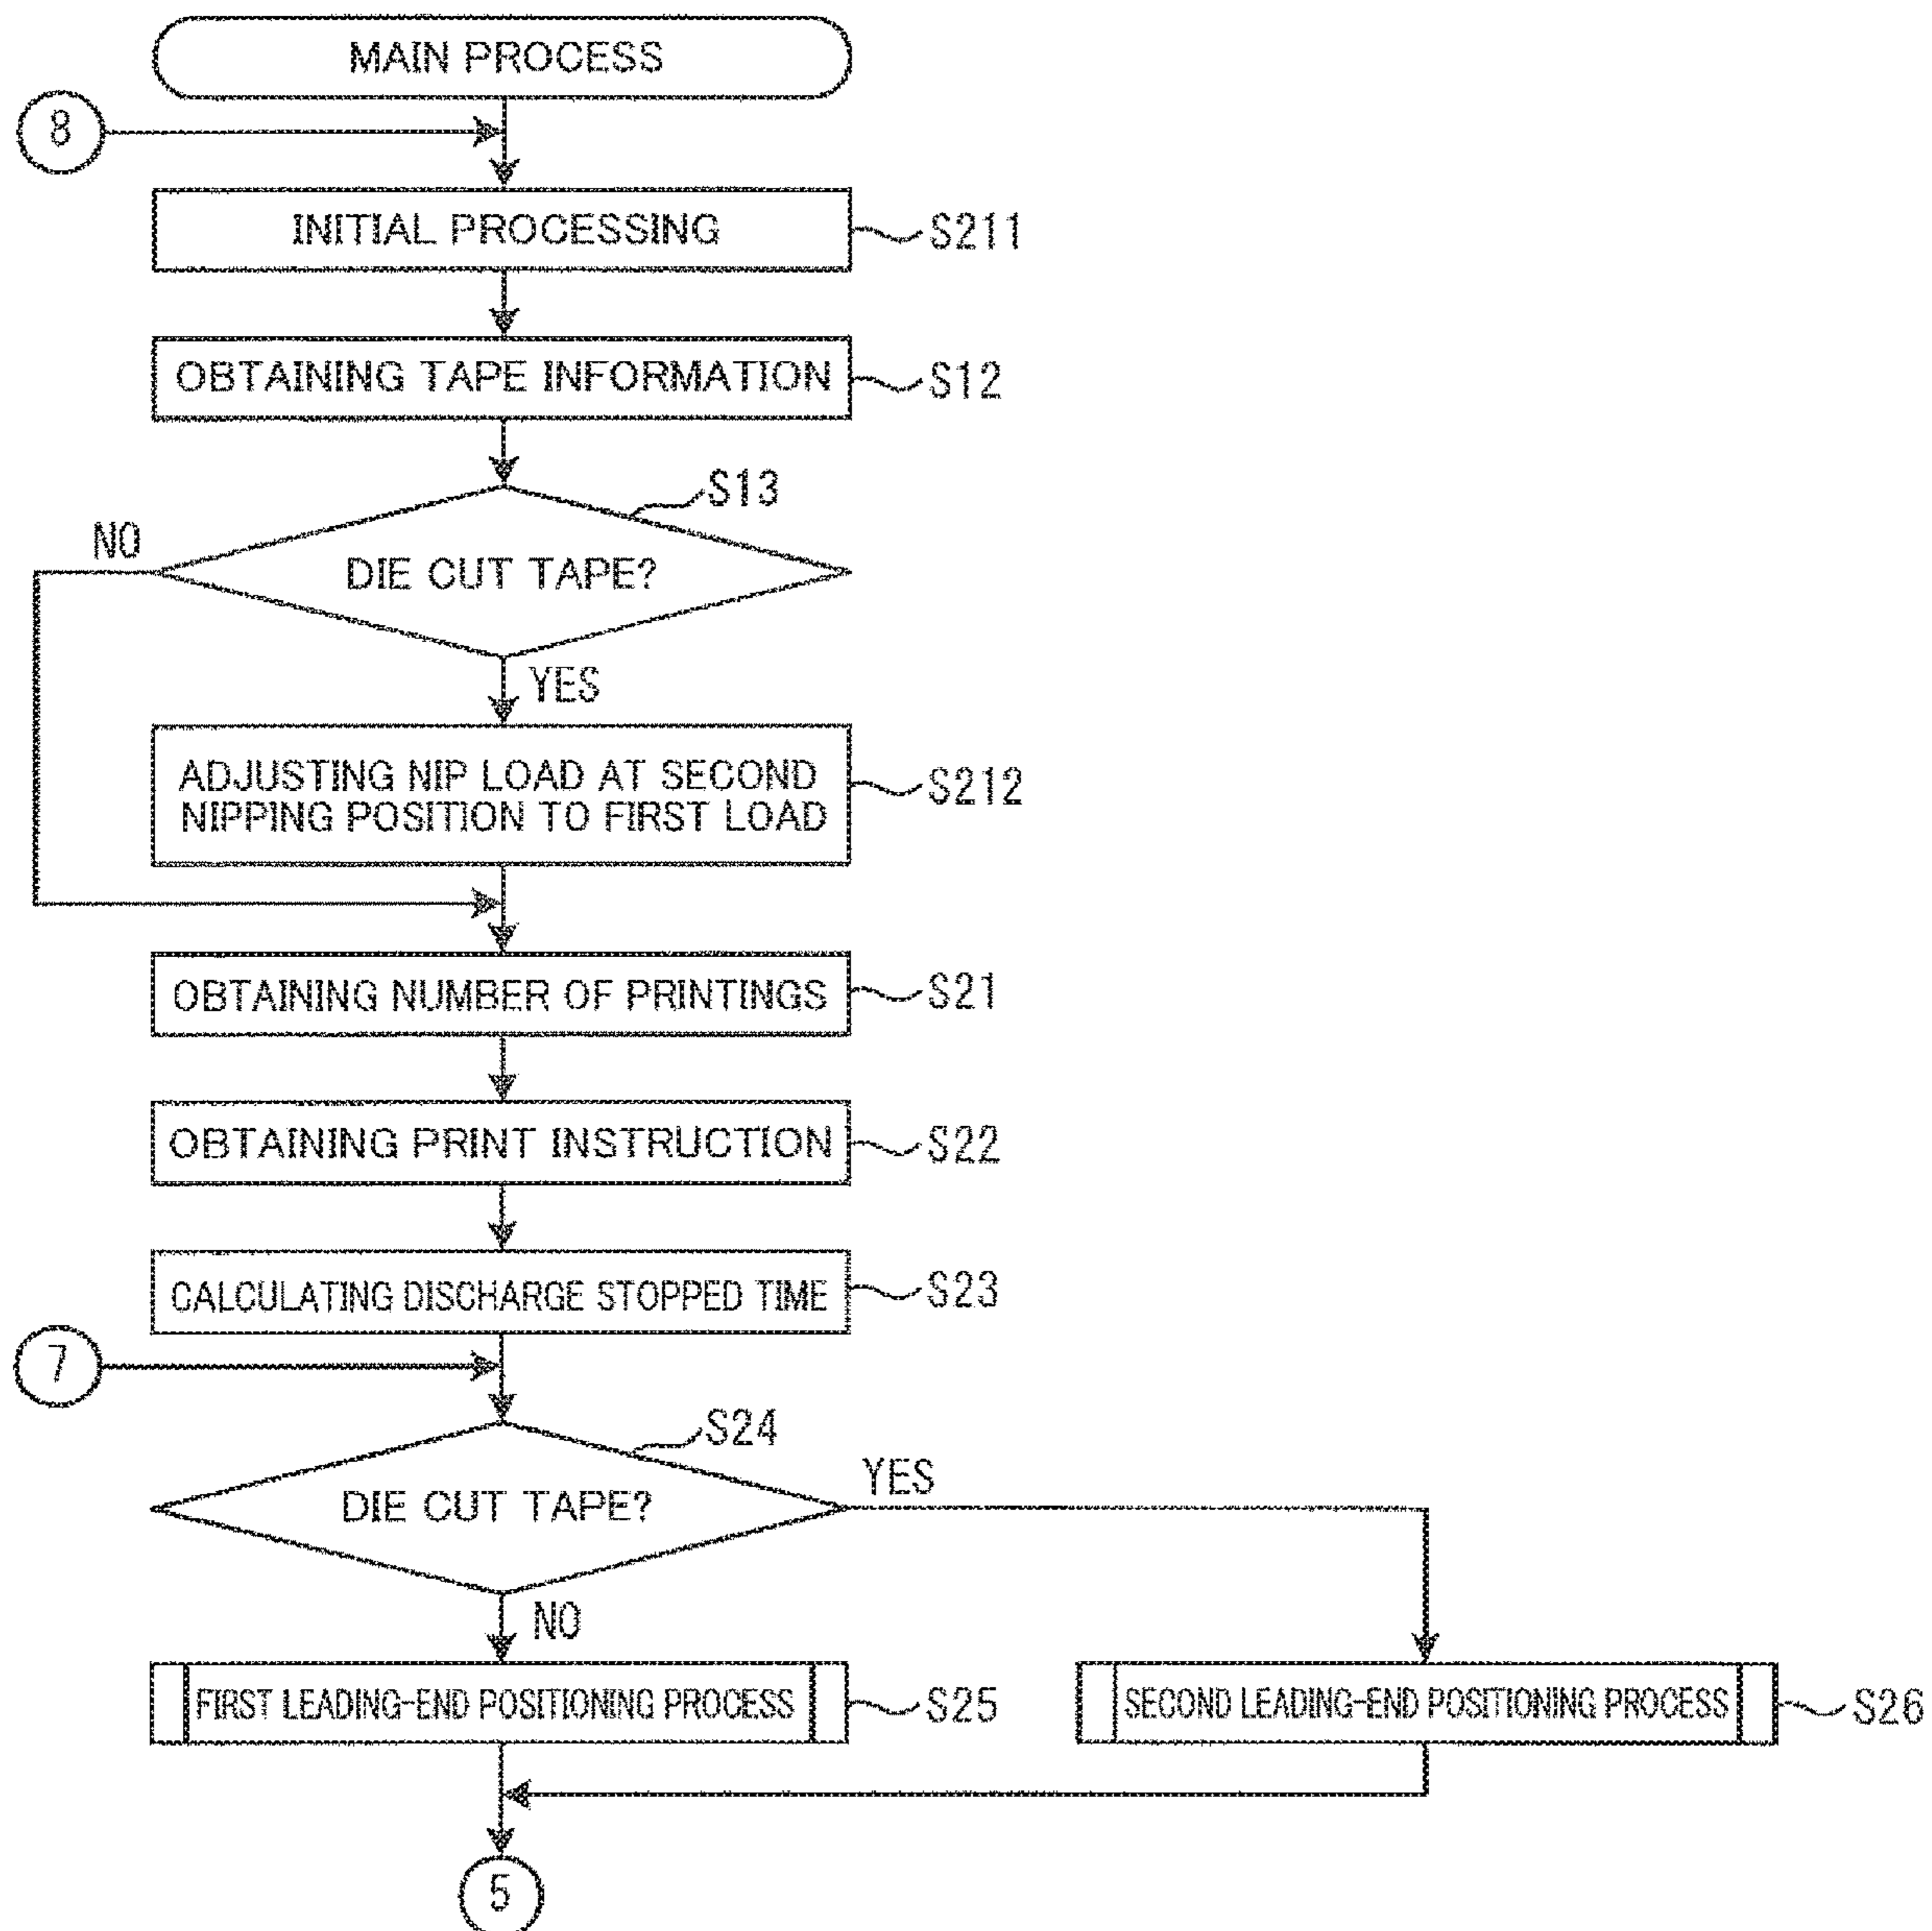 MAIN PROCESS
8
INITIAL PROCESSING
S211
OBTAINING TAPE INFORMATION
S12
S13
NO
DIE CUT TAPE?
YES
ADJUSTING NIP LOAD AT SECOND
NIPPING POSITION TO FIRST LOAD
S212
OBTAINING NUMBER OF PRINTINGS
S21
OBTAINING PRINT INSTRUCTION
S22
CALCULATING DISCHARGE STOPPED TIME
S23
7
S24
YES
DIE CUT TAPE?
NO
FIRST LEADING-END POSITIONING PROCESS
S25
SECOND LEADING-END POSITIONING PROCESS
S26
5